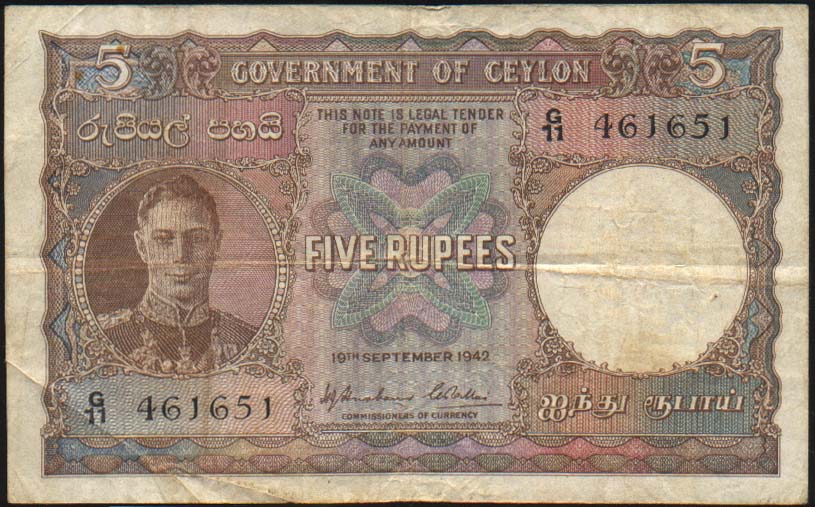 5 GOVERNMENT OF CEYLON 5
රුපියල් පහයි
THIS NOTE IS LEGAL TENDER
FOR THE PAYMENT OF
ANY AMOUNT
G/11 461651
FIVE RUPEES
19TH SEPTEMBER 1942
G/11 461651
COMMISSIONERS OF CURRENCY
ஐந்து ரூபாய்